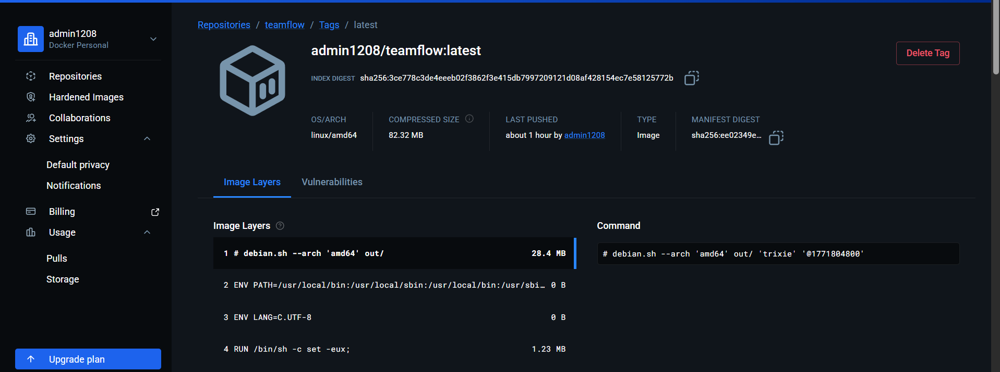 admin1208
Docker Personal
Repositories
Hardened Images
Collaborations
Settings
Default privacy
Notifications
Billing
Usage
Pulls
Storage
Upgrade plan
Repositories / teamflow / Tags / latest
admin1208/teamflow:latest
Delete Tag
INDEX DIGEST sha256:3ce778c3de4eeeb02f3862f3e415db7997209121d08af428154ec7e58125772b
OS/ARCH
linux/amd64
COMPRESSED SIZE
82.32 MB
LAST PUSHED
about 1 hour by admin1208
TYPE
Image
MANIFEST DIGEST
sha256:ee02349e...
Image Layers Vulnerabilities
Image Layers
1 # debian.sh --arch 'amd64' out/ 28.4 MB
2 ENV PATH=/usr/local/bin:/usr/local/sbin:/usr/local/bin:/usr/sbi... 0 B
3 ENV LANG=C.UTF-8 0 B
4 RUN /bin/sh -c set -eux; 1.23 MB
Command
# debian.sh --arch 'amd64' out/ 'trixie' '@1771804800'